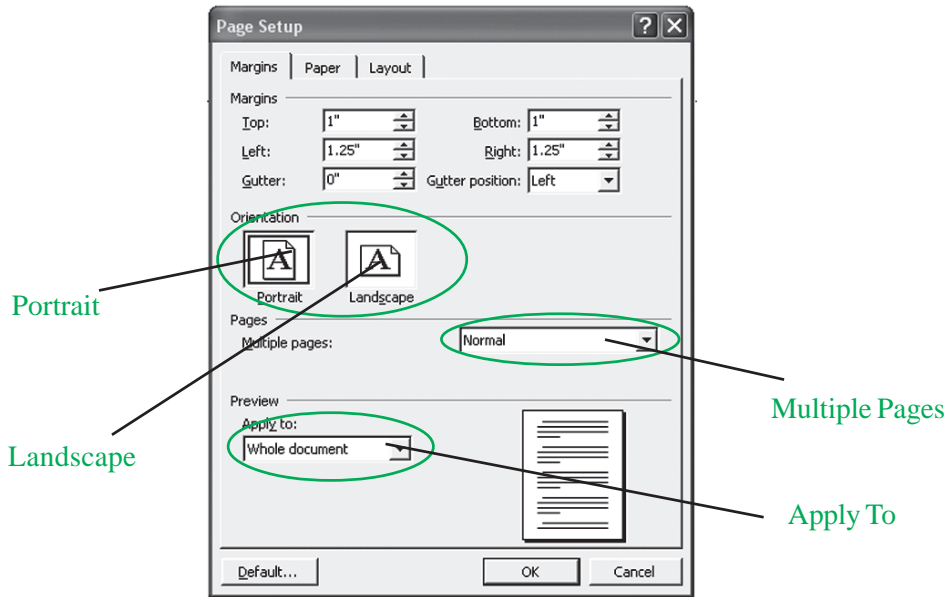 Page Setup
Margins Paper Layout
Margins
Top: 1" Bottom: 1"
Left: 1.25" Right: 1.25"
Gutter: 0" Gutter position: Left
Orientation
A A
Portrait Landscape
Portrait
Pages
Multiple pages: Normal
Multiple Pages
Preview
Apply to:
Whole document
Landscape
Apply To
Default... OK Cancel